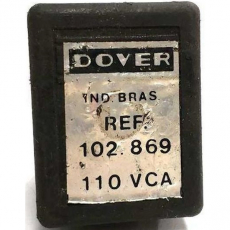 DOVER
IND. BRAS.
REF.
102.869
110 VCA